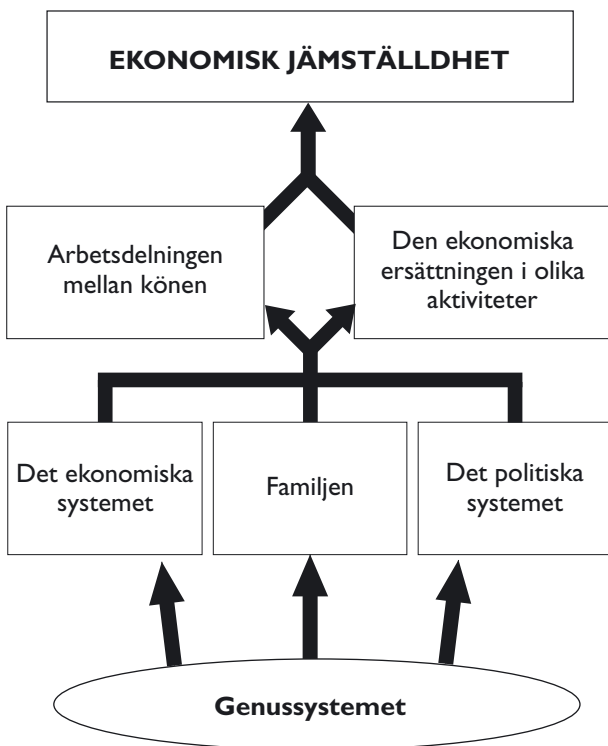 EKONOMISK JÄMSTÄLLDHET
Arbetsdelningen
mellan könen
Den ekonomiska
ersättningen i olika
aktiviteter
Det ekonomiska
systemet
Familjen
Det politiska
systemet
Genussystemet